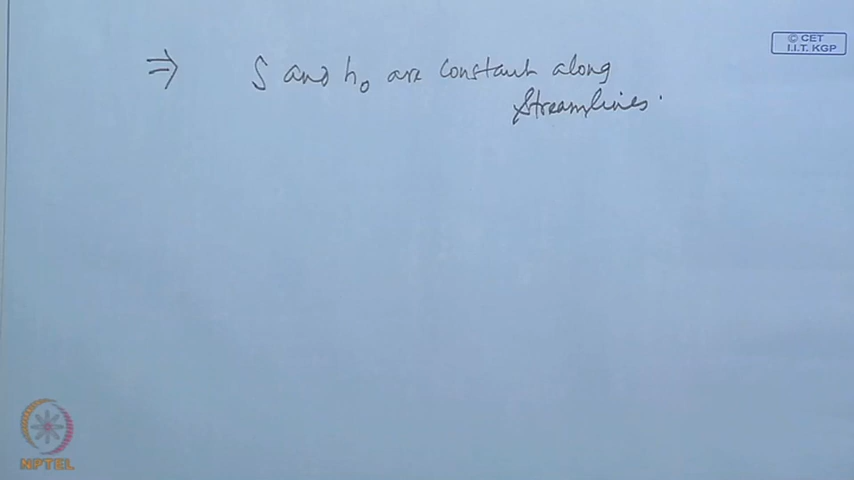 © CET
I.I.T. KGP
⇒ S and h₀ are constant along
streamlines.
NPTEL